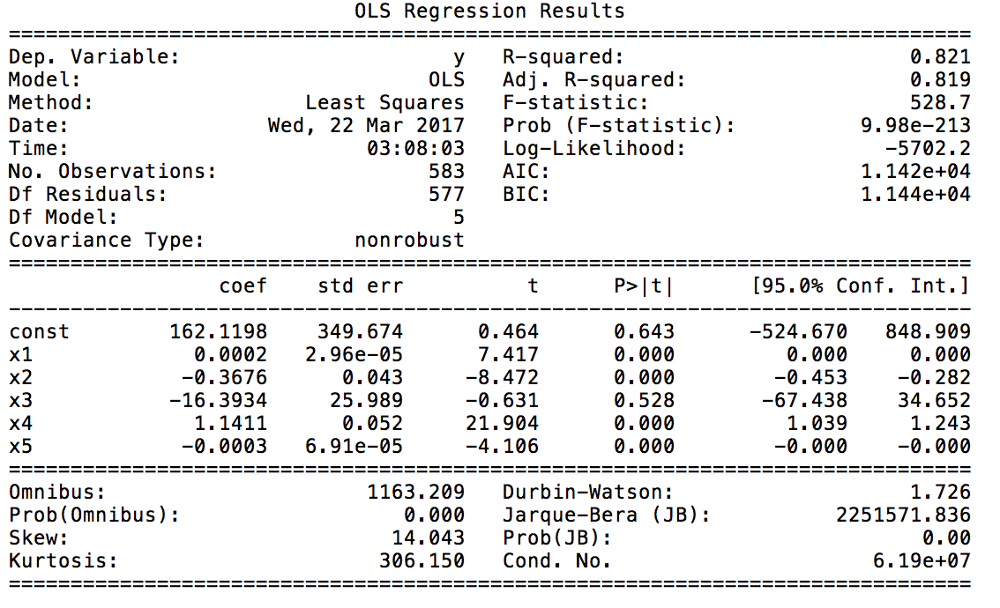 OLS Regression Results
==============================================================================
Dep. Variable: y R-squared: 0.821
Model: OLS Adj. R-squared: 0.819
Method: Least Squares F-statistic: 528.7
Date: Wed, 22 Mar 2017 Prob (F-statistic): 9.98e-213
Time: 03:08:03 Log-Likelihood: -5702.2
No. Observations: 583 AIC: 1.142e+04
Df Residuals: 577 BIC: 1.144e+04
Df Model: 5
Covariance Type: nonrobust
==============================================================================
coef std err t P>|t| [95.0% Conf. Int.]
------------------------------------------------------------------------------
const 162.1198 349.674 0.464 0.643 -524.670 848.909
x1 0.0002 2.96e-05 7.417 0.000 0.000 0.000
x2 -0.3676 0.043 -8.472 0.000 -0.453 -0.282
x3 -16.3934 25.989 -0.631 0.528 -67.438 34.652
x4 1.1411 0.052 21.904 0.000 1.039 1.243
x5 -0.0003 6.91e-05 -4.106 0.000 -0.000 -0.000
==============================================================================
Omnibus: 1163.209 Durbin-Watson: 1.726
Prob(Omnibus): 0.000 Jarque-Bera (JB): 2251571.836
Skew: 14.043 Prob(JB): 0.00
Kurtosis: 306.150 Cond. No. 6.19e+07
==============================================================================